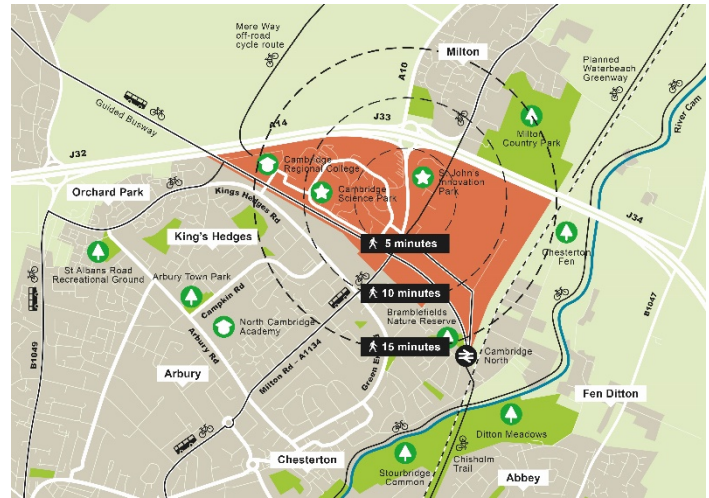 Mere Way
off-road
cycle route
A10
Milton
Planned
Waterbeach
Greenway
River Cam
Guided Busway
A14
J33
J32
Milton
Country Park
Cambridge
Regional College
Cambridge
Science Park
St John's
Innovation
Park
Orchard Park
Kings Hedges Rd
J34
King's Hedges
5 minutes
Chesterton
Fen
St Albans Road
Recreational Ground
Arbury Town Park
Campkin Rd
10 minutes
B1047
North Cambridge
Academy
Bramblefields
Nature Reserve
15 minutes
Cambridge
North
B1049
Arbury Rd
Milton Rd - A1134
Green End
Arbury
Fen Ditton
Ditton Meadows
Chesterton
Stourbridge
Common
Chisholm
Trail
Abbey